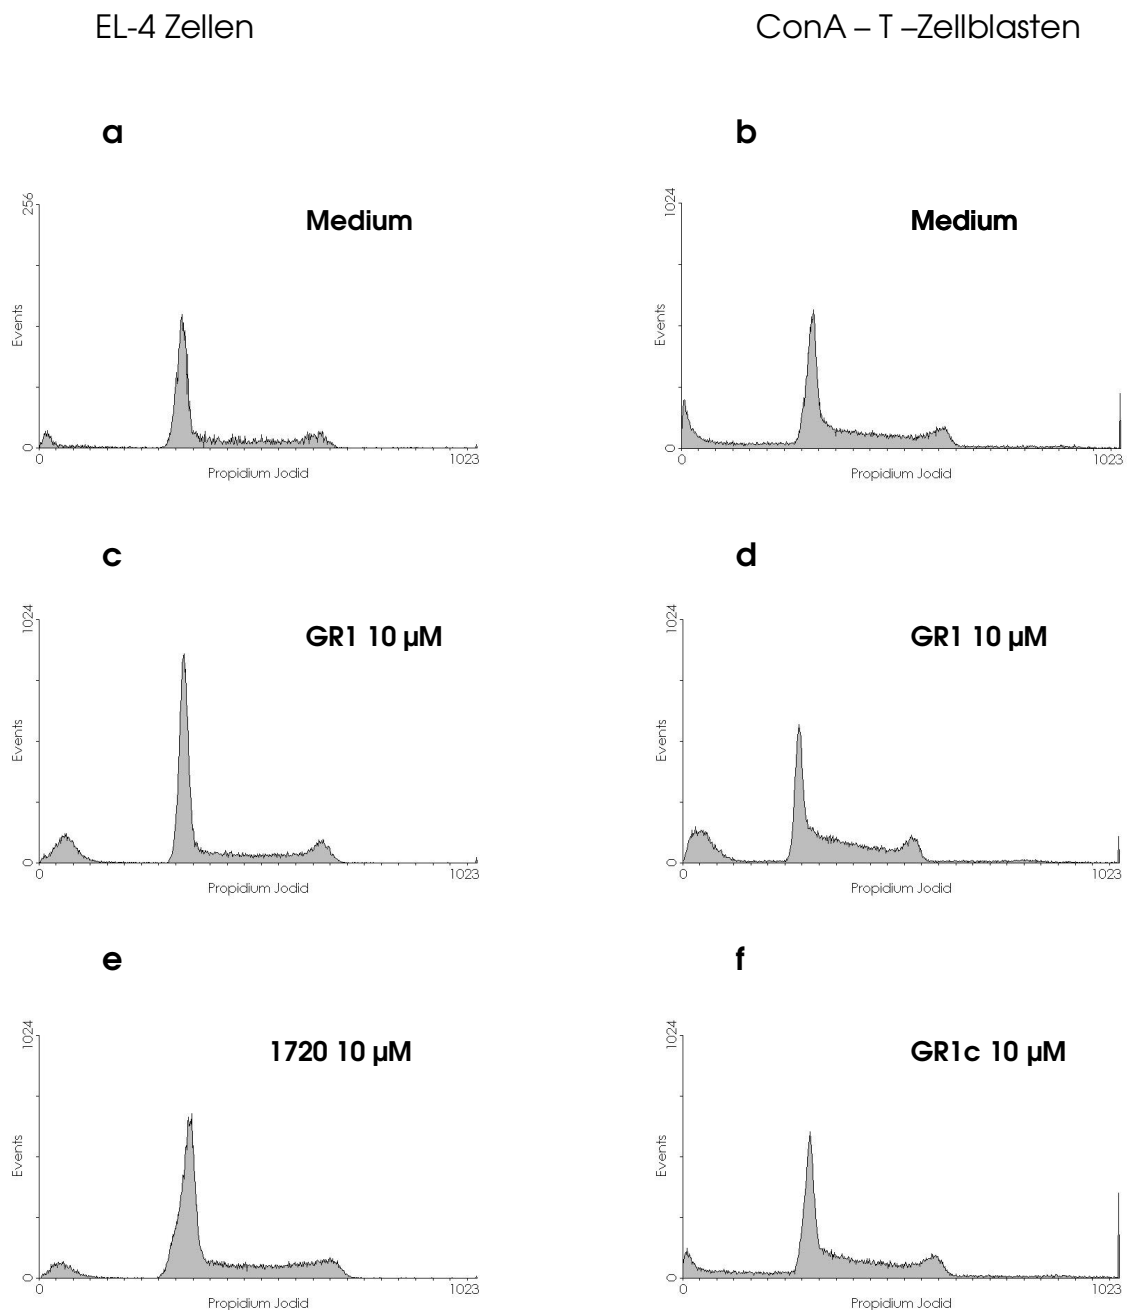 EL-4 Zellen
ConA – T –Zellblasten
a
b
256
Medium
Events
0
0
1023
Propidium Jodid
1024
Medium
Events
0
0
1023
Propidium Jodid
c
d
1024
GR1 10 µM
Events
0
0
1023
Propidium Jodid
1024
GR1 10 µM
Events
0
0
1023
Propidium Jodid
e
f
1024
1720 10 µM
Events
0
0
1023
Propidium Jodid
1024
GR1c 10 µM
Events
0
0
1023
Propidium Jodid